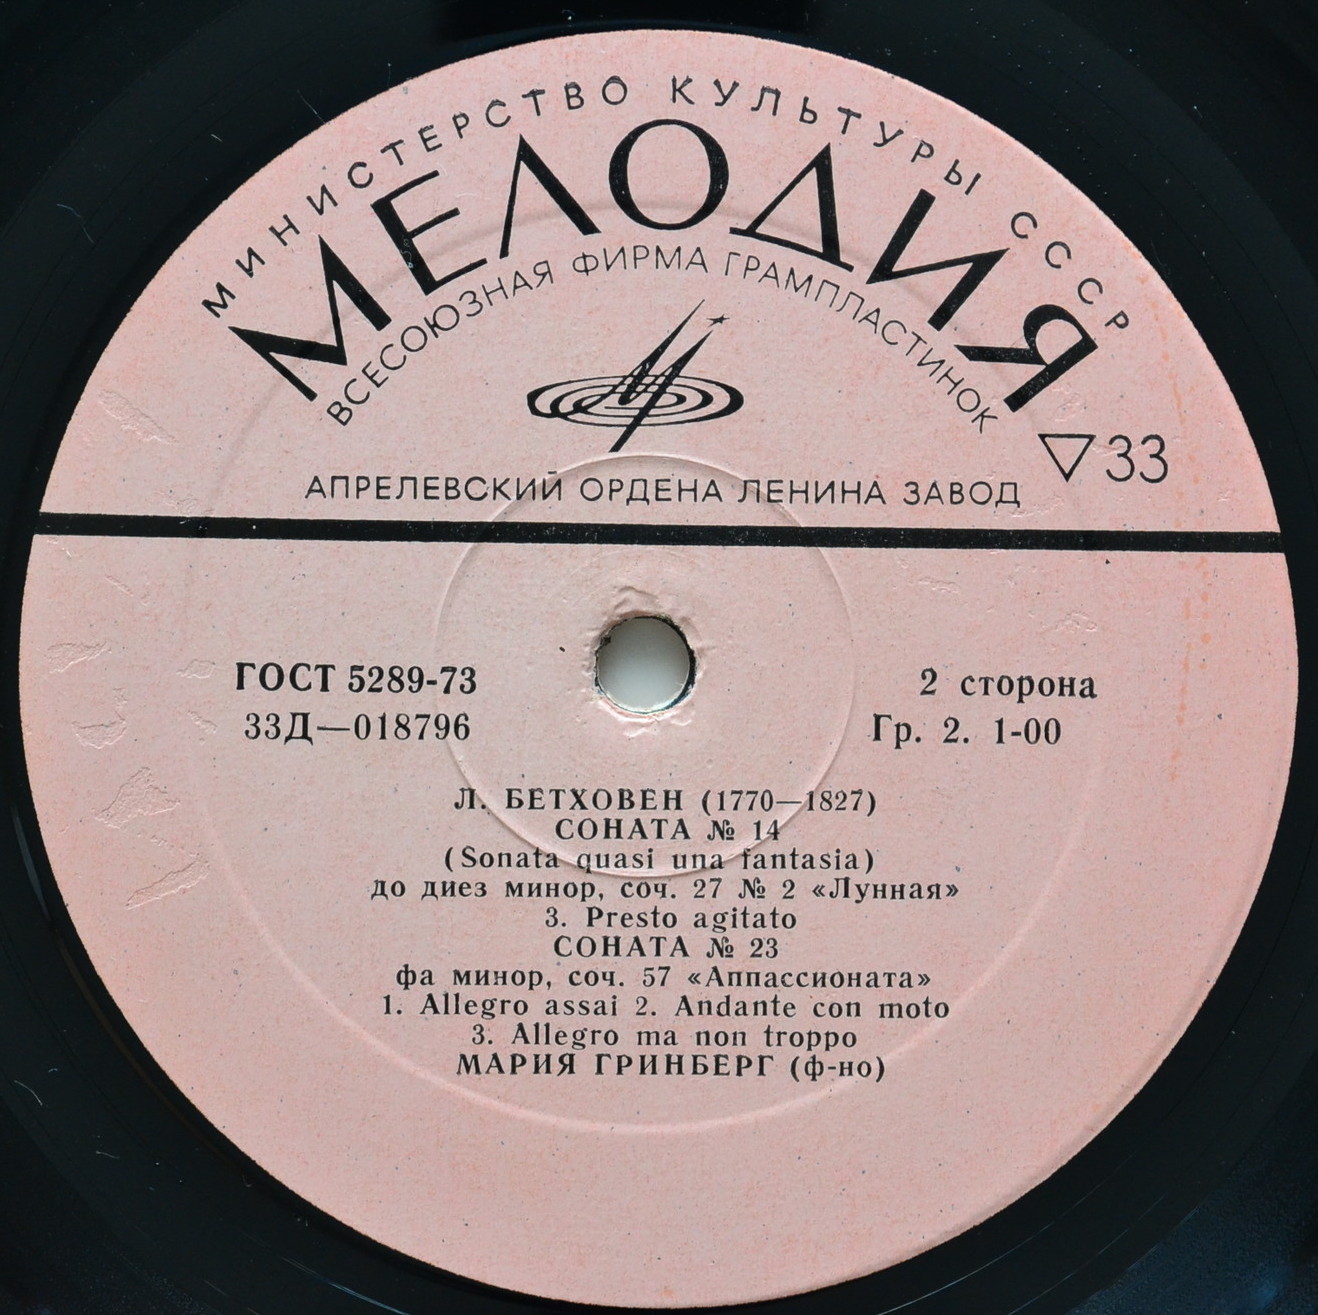 МИНИСТЕРСТВО КУЛЬТУРЫ СССР
МЕЛОДИЯ
ВСЕСОЮЗНАЯ ФИРМА ГРАМПЛАСТИНОК
▽33
АПРЕЛЕВСКИЙ ОРДЕНА ЛЕНИНА ЗАВОД
ГОСТ 5289-73
2 сторона
33Д—018796
Гр. 2. 1-00
Л. БЕТХОВЕН (1770—1827)
СОНАТА № 14
(Sonata quasi una fantasia)
до диез минор, соч. 27 № 2 «Лунная»
3. Presto agitato
СОНАТА № 23
фа минор, соч. 57 «Аппассионата»
1. Allegro assai 2. Andante con moto
3. Allegro ma non troppo
МАРИЯ ГРИНБЕРГ (ф-но)